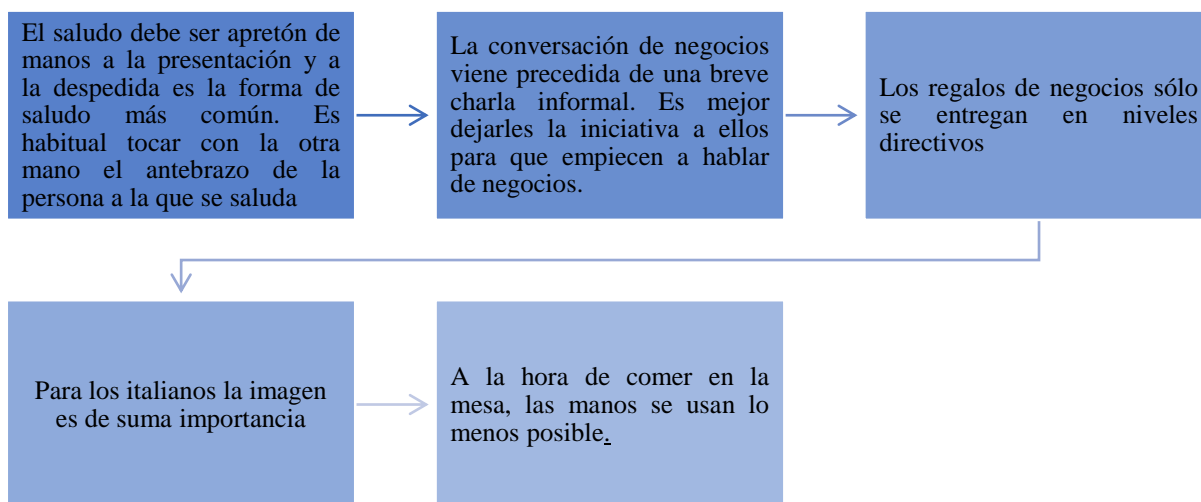 El saludo debe ser apretón de
manos a la presentación y a
la despedida es la forma de
saludo más común. Es
habitual tocar con la otra
mano el antebrazo de la
persona a la que se saluda
La conversación de negocios
viene precedida de una breve
charla informal. Es mejor
dejarles la iniciativa a ellos
para que empiecen a hablar
de negocios.
Los regalos de negocios sólo
se entregan en niveles
directivos
Para los italianos la imagen
es de suma importancia
A la hora de comer en la
mesa, las manos se usan lo
menos posible.